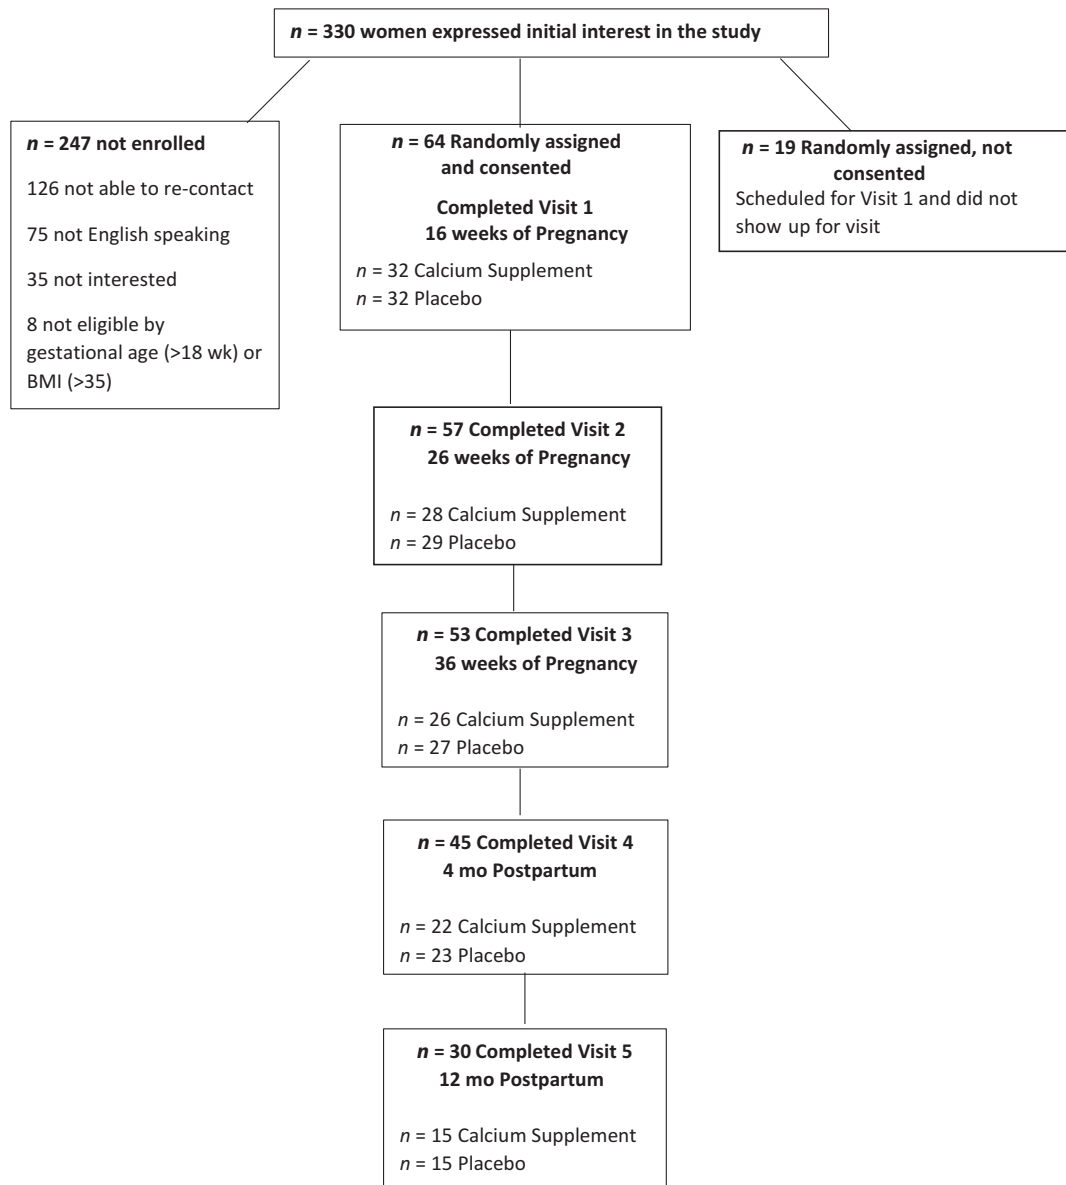 n = 330 women expressed initial interest in the study
n = 247 not enrolled
126 not able to re-contact
75 not English speaking
35 not interested
8 not eligible by
gestational age (>18 wk) or
BMI (>35)
n = 64 Randomly assigned
and consented
Completed Visit 1
16 weeks of Pregnancy
n = 32 Calcium Supplement
n = 32 Placebo
n = 19 Randomly assigned, not
consented
Scheduled for Visit 1 and did not
show up for visit
n = 57 Completed Visit 2
26 weeks of Pregnancy
n = 28 Calcium Supplement
n = 29 Placebo
n = 53 Completed Visit 3
36 weeks of Pregnancy
n = 26 Calcium Supplement
n = 27 Placebo
n = 45 Completed Visit 4
4 mo Postpartum
n = 22 Calcium Supplement
n = 23 Placebo
n = 30 Completed Visit 5
12 mo Postpartum
n = 15 Calcium Supplement
n = 15 Placebo